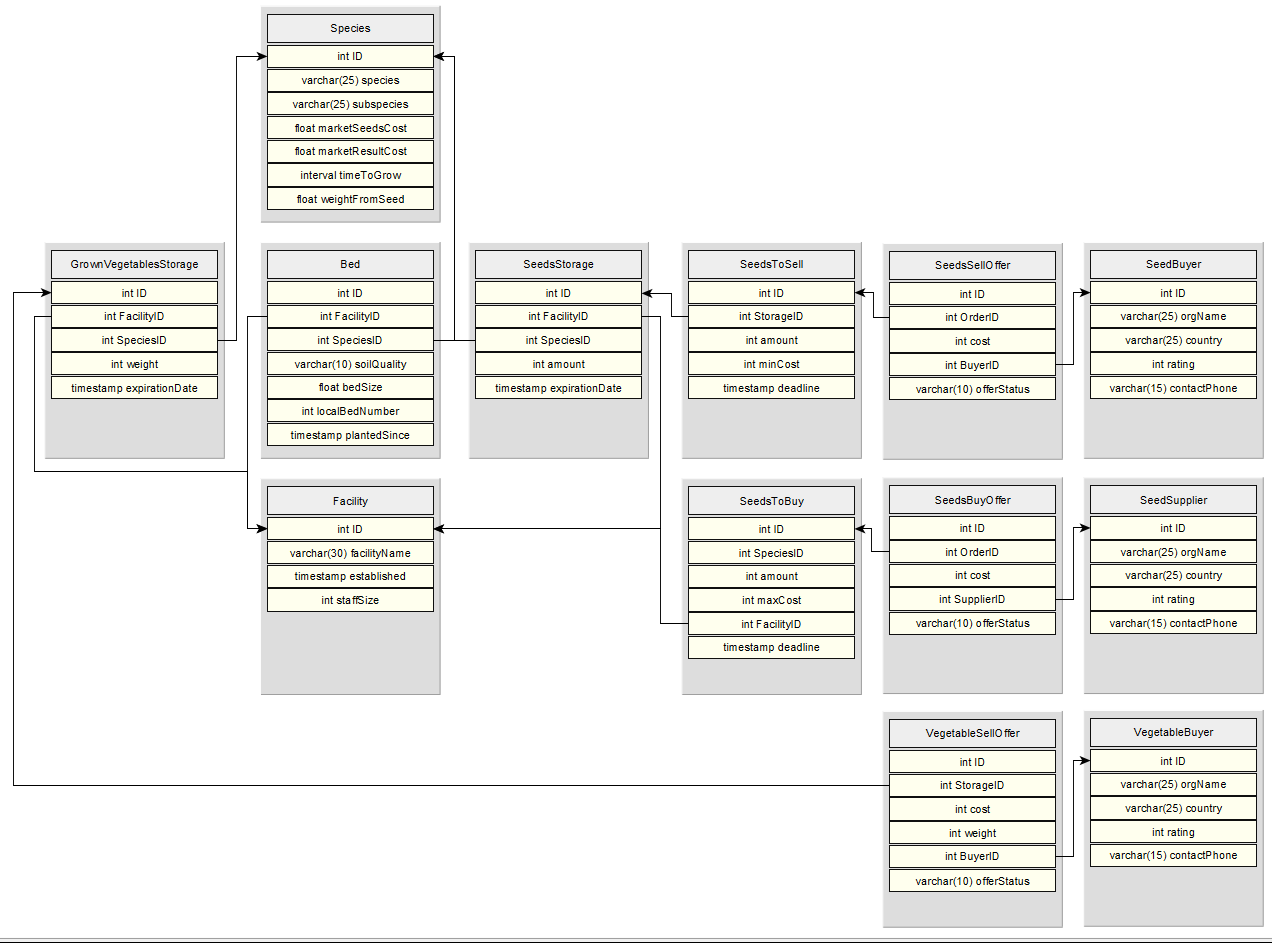 Species
int ID
varchar(25) species
varchar(25) subspecies
float marketSeedsCost
float marketResultCost
interval timeToGrow
float weightFromSeed
GrownVegetablesStorage
int ID
int FacilityID
int SpeciesID
int weight
timestamp expirationDate
Bed
int ID
int FacilityID
int SpeciesID
varchar(10) soilQuality
float bedSize
int localBedNumber
timestamp plantedSince
SeedsStorage
int ID
int FacilityID
int SpeciesID
int amount
timestamp expirationDate
SeedsToSell
int ID
int StorageID
int amount
int minCost
timestamp deadline
SeedsSellOffer
int ID
int OrderID
int cost
int BuyerID
varchar(10) offerStatus
SeedBuyer
int ID
varchar(25) orgName
varchar(25) country
int rating
varchar(15) contactPhone
Facility
int ID
varchar(30) facilityName
timestamp established
int staffSize
SeedsToBuy
int ID
int SpeciesID
int amount
int maxCost
int FacilityID
timestamp deadline
SeedsBuyOffer
int ID
int OrderID
int cost
int SupplierID
varchar(10) offerStatus
SeedSupplier
int ID
varchar(25) orgName
varchar(25) country
int rating
varchar(15) contactPhone
VegetableSellOffer
int ID
int StorageID
int cost
int weight
int BuyerID
varchar(10) offerStatus
VegetableBuyer
int ID
varchar(25) orgName
varchar(25) country
int rating
varchar(15) contactPhone